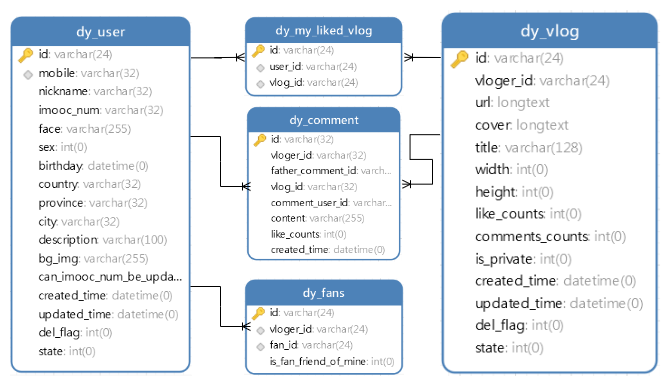 dy_user
id: varchar(24)
mobile: varchar(32)
nickname: varchar(32)
imooc_num: varchar(32)
face: varchar(255)
sex: int(0)
birthday: datetime(0)
country: varchar(32)
province: varchar(32)
city: varchar(32)
description: varchar(100)
bg_img: varchar(255)
can_imooc_num_be_upda...
created_time: datetime(0)
updated_time: datetime(0)
del_flag: int(0)
state: int(0)
dy_my_liked_vlog
id: varchar(24)
user_id: varchar(24)
vlog_id: varchar(24)
dy_comment
id: varchar(32)
vloger_id: varchar(32)
father_comment_id: varch...
vlog_id: varchar(32)
comment_user_id: varchar...
content: varchar(255)
like_counts: int(0)
created_time: datetime(0)
dy_fans
id: varchar(24)
vloger_id: varchar(24)
fan_id: varchar(24)
is_fan_friend_of_mine: int(0)
dy_vlog
id: varchar(24)
vloger_id: varchar(24)
url: longtext
cover: longtext
title: varchar(128)
width: int(0)
height: int(0)
like_counts: int(0)
comments_counts: int(0)
is_private: int(0)
created_time: datetime(0)
updated_time: datetime(0)
del_flag: int(0)
state: int(0)